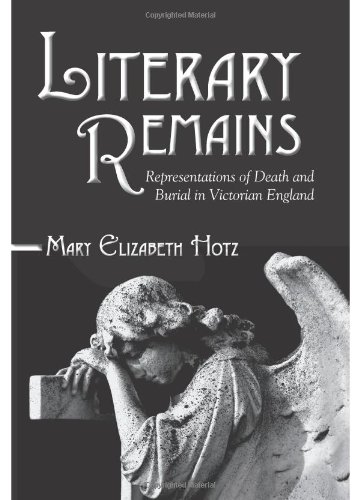 LITERARY
REMAINS
Representations of Death and
Burial in Victorian England
MARY ELIZABETH HOTZ
Copyrighted Material